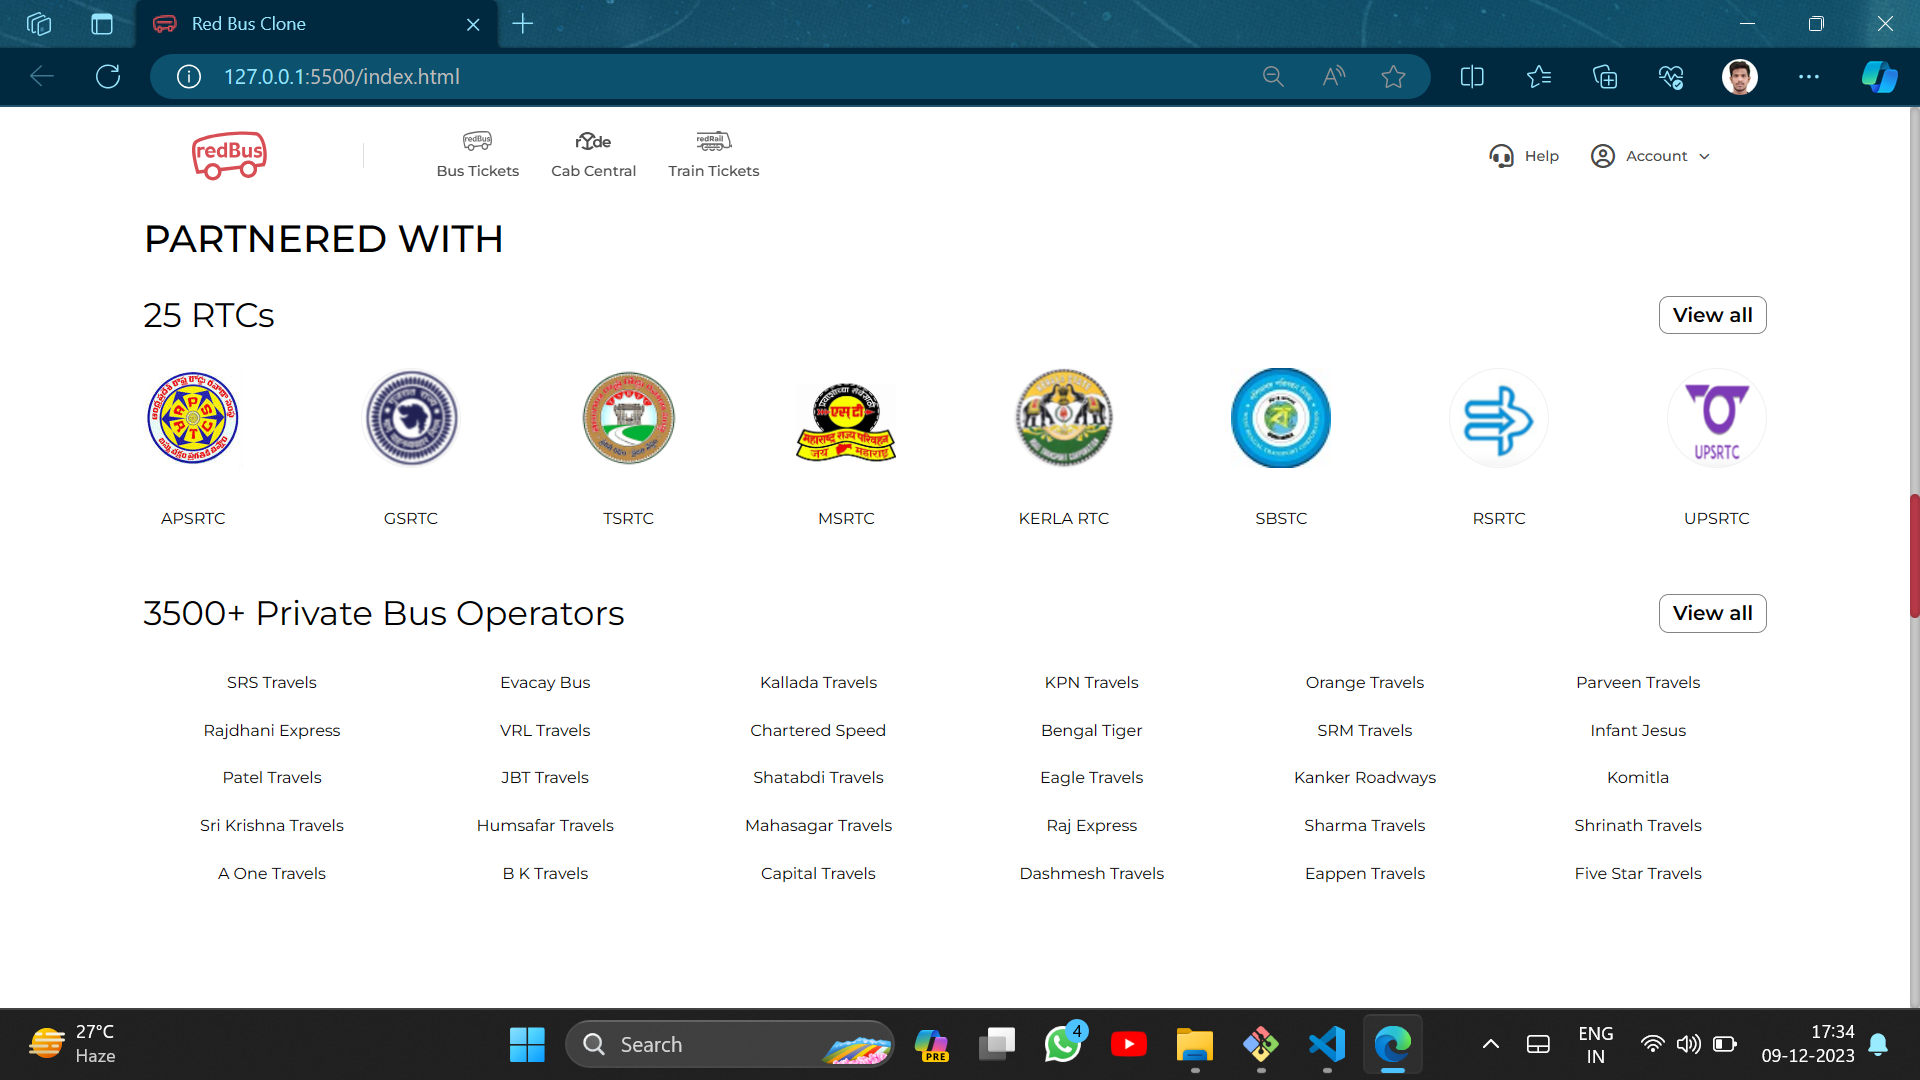 Red Bus Clone
127.0.0.1:5500/index.html
redBus
redBus
Bus Tickets
ryde
Cab Central
redRail
Train Tickets
Help
Account
PARTNERED WITH
25 RTCs
View all
APSRTC
GSRTC
TSRTC
MSRTC
KERLA RTC
SBSTC
RSRTC
UPSRTC
UPSRTC
3500+ Private Bus Operators
View all
SRS Travels Evacay Bus Kallada Travels KPN Travels Orange Travels Parveen Travels
Rajdhani Express VRL Travels Chartered Speed Bengal Tiger SRM Travels Infant Jesus
Patel Travels JBT Travels Shatabdi Travels Eagle Travels Kanker Roadways Komitla
Sri Krishna Travels Humsafar Travels Mahasagar Travels Raj Express Sharma Travels Shrinath Travels
A One Travels B K Travels Capital Travels Dashmesh Travels Eappen Travels Five Star Travels
27°C
Haze
Search
PRE
4
ENG
IN
17:34
09-12-2023